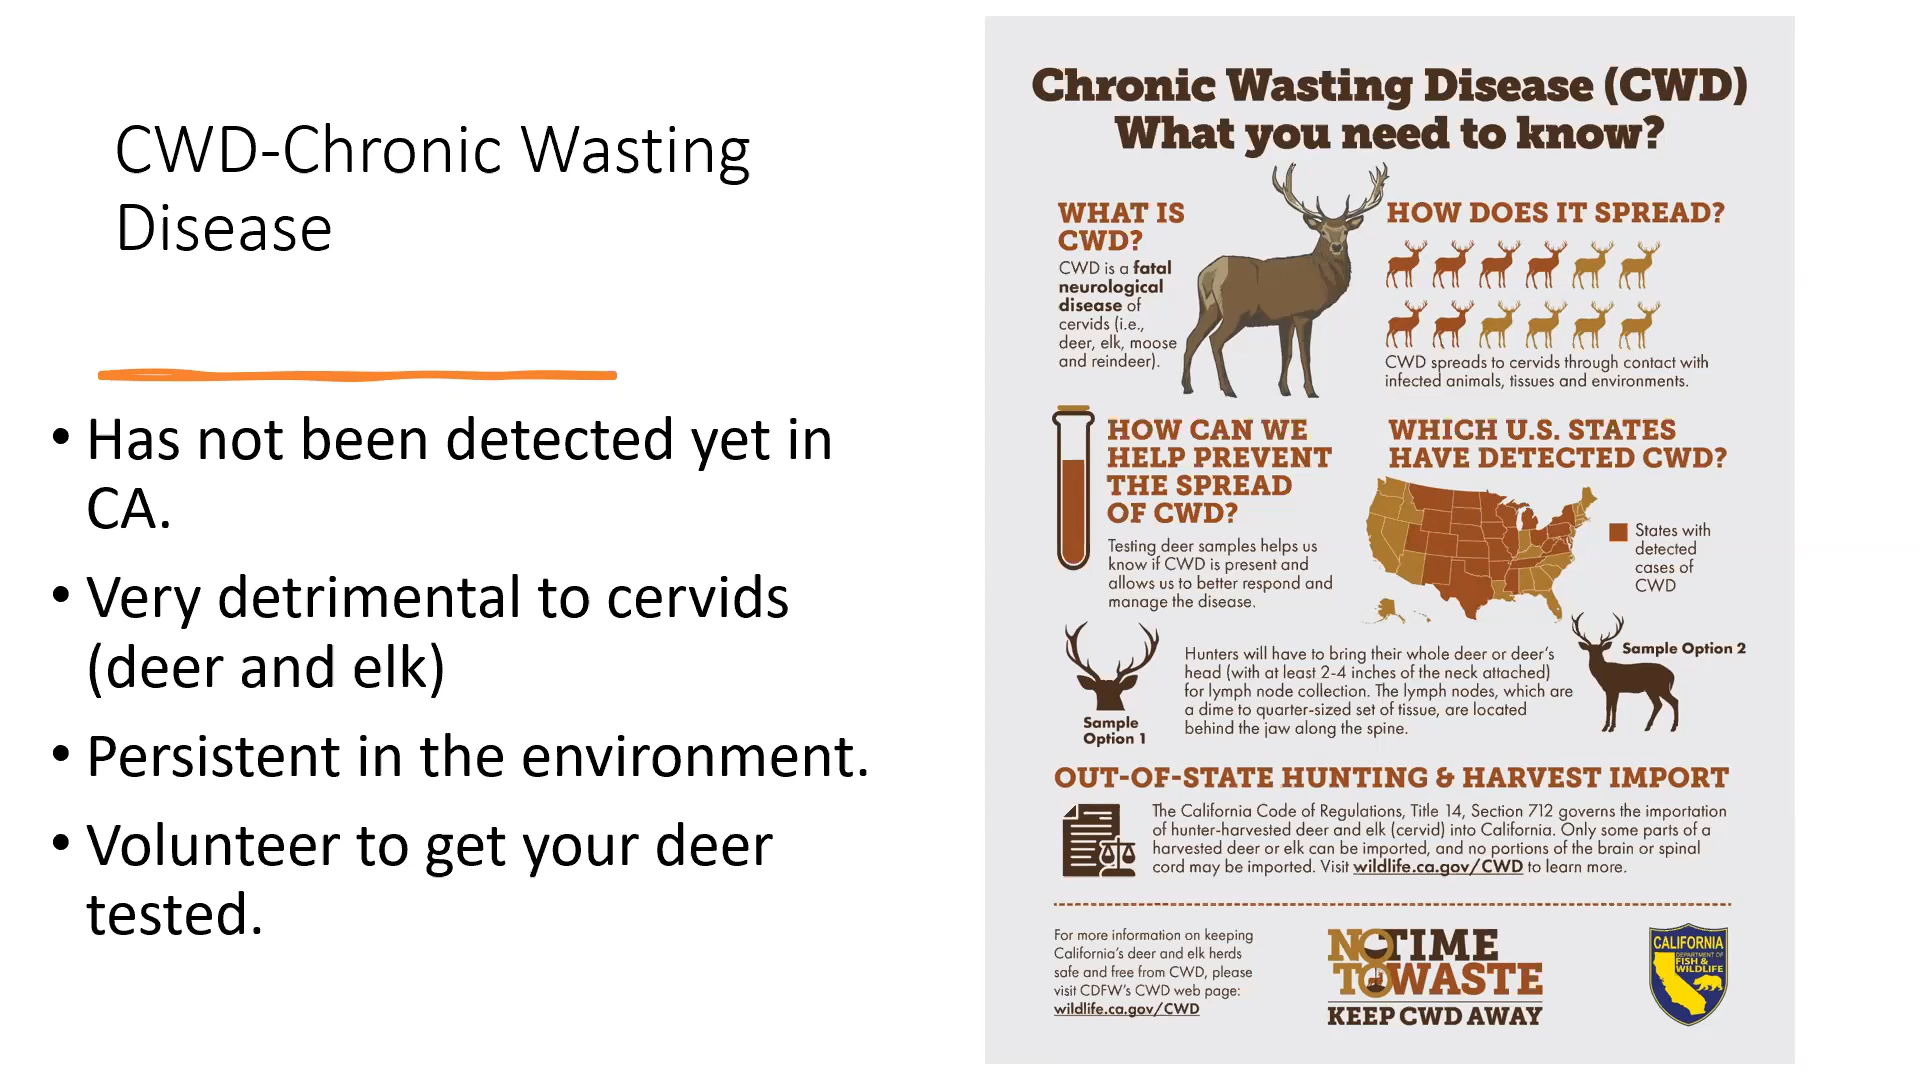 CWD-Chronic Wasting
Disease
• Has not been detected yet in
CA.
• Very detrimental to cervids
(deer and elk)
• Persistent in the environment.
• Volunteer to get your deer
tested.
Chronic Wasting Disease (CWD)
What you need to know?
WHAT IS
CWD?
CWD is a fatal
neurological
disease of
cervids (i.e.,
deer, elk, moose
and reindeer).
HOW DOES IT SPREAD?
CWD spreads to cervids through contact with
infected animals, tissues and environments.
HOW CAN WE
HELP PREVENT
THE SPREAD
OF CWD?
Testing deer samples helps us
know if CWD is present and
allows us to better respond and
manage the disease.
WHICH U.S. STATES
HAVE DETECTED CWD?
States with
detected
cases of
CWD
Sample
Option 1
Hunters will have to bring their whole deer or deer's
head (with at least 2-4 inches of the neck attached)
for lymph node collection. The lymph nodes, which are
a dime to quarter-sized set of tissue, are located
behind the jaw along the spine.
Sample Option 2
OUT-OF-STATE HUNTING & HARVEST IMPORT
The California Code of Regulations, Title 14, Section 712 governs the importation
of hunter-harvested deer and elk (cervid) into California. Only some parts of a
harvested deer or elk can be imported, and no portions of the brain or spinal
cord may be imported. Visit wildlife.ca.gov/CWD to learn more.
For more information on keeping
California's deer and elk herds
safe and free from CWD, please
visit CDFW's CWD web page:
wildlife.ca.gov/CWD
NO TIME
TO WASTE
KEEP CWD AWAY
CALIFORNIA
DEPARTMENT OF
FISH &
WILDLIFE